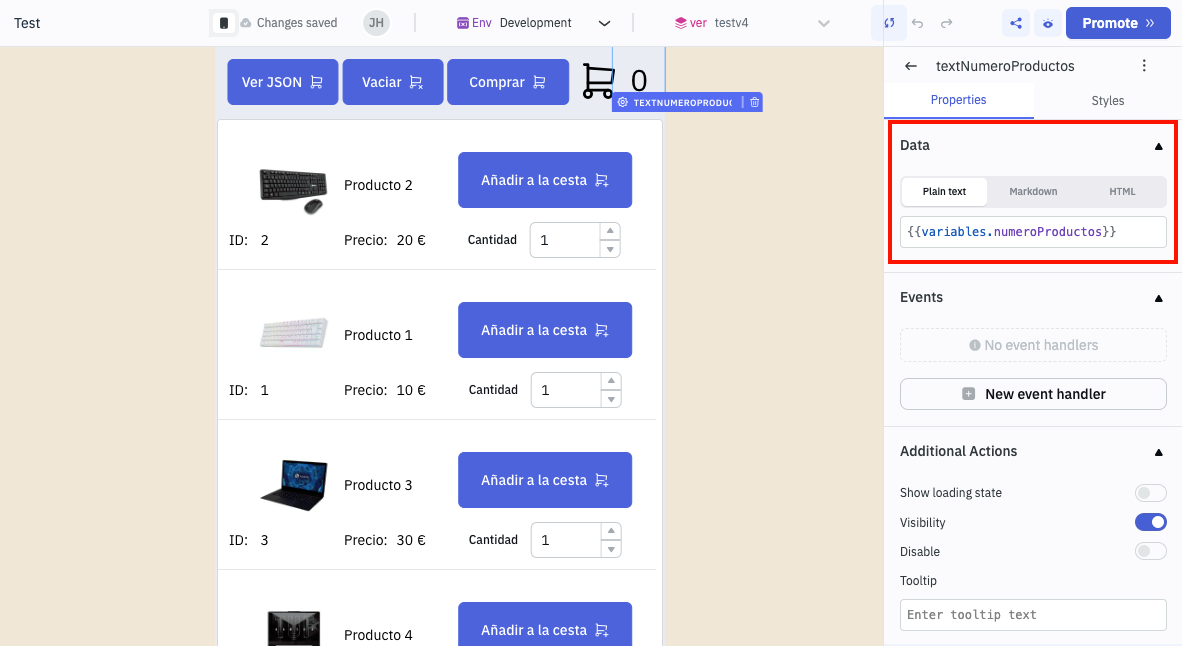 Test
Changes saved
JH
Env Development
ver testv4
Promote »
Ver JSON
Vaciar
Comprar
0
TEXTNUMEROPRODUC
textNumeroProductos
Properties
Styles
Data
Plain text
Markdown
HTML
{{variables.numeroProductos}}
Events
No event handlers
New event handler
Additional Actions
Show loading state
Visibility
Disable
Tooltip
Enter tooltip text
Producto 2
Añadir a la cesta
ID: 2
Precio: 20 €
Cantidad 1
Producto 1
Añadir a la cesta
ID: 1
Precio: 10 €
Cantidad 1
Producto 3
Añadir a la cesta
ID: 3
Precio: 30 €
Cantidad 1
Producto 4
Añadir a la cesta